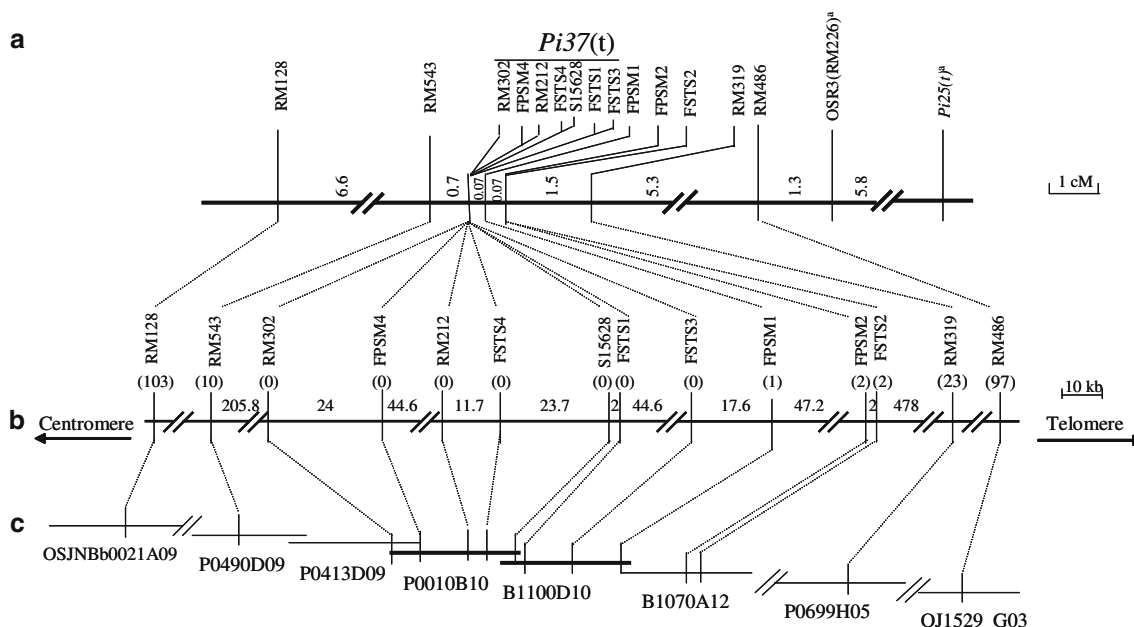 a
Pi37(t)
RM128
RM543
RM302
FPSM4
RM212
FSTS4
S15628
FSTS1
FSTS3
FPSM1
FPSM2
FSTS2
RM319
RM486
OSR3(RM226)ª
Pi25(t)ª
6.6
0.7
0.07
0.07
1.5
5.3
1.3
5.8
1 cM
RM128
RM543
RM302
FPSM4
RM212
FSTS4
S15628
FSTS1
FSTS3
FPSM1
FPSM2
FSTS2
RM319
RM486
(103) (10) (0) (0) (0) (0) (0) (0) (0) (1) (2) (2) (23) (97)
10 kb
205.8 24 44.6 11.7 23.7 2 44.6 17.6 47.2 2 478
b
Centromere
Telomere
c
OSJNBb0021A09
P0490D09
P0413D09
P0010B10
B1100D10
B1070A12
P0699H05
OJ1529_G03